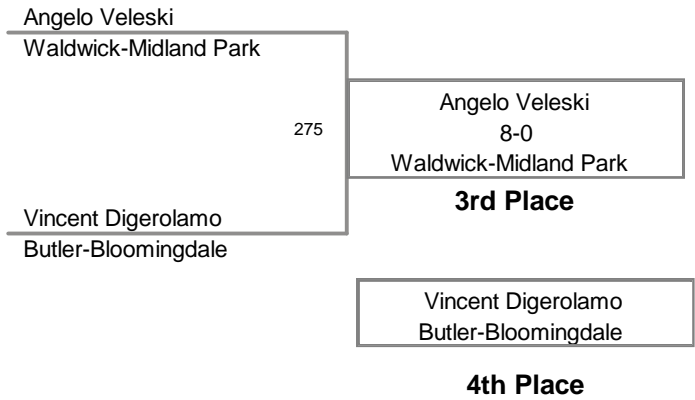 Angelo Veleski
Waldwick-Midland Park
275
Angelo Veleski
8-0
Waldwick-Midland Park
3rd Place
Vincent Digerolamo
Butler-Bloomingdale
Vincent Digerolamo
Butler-Bloomingdale
4th Place